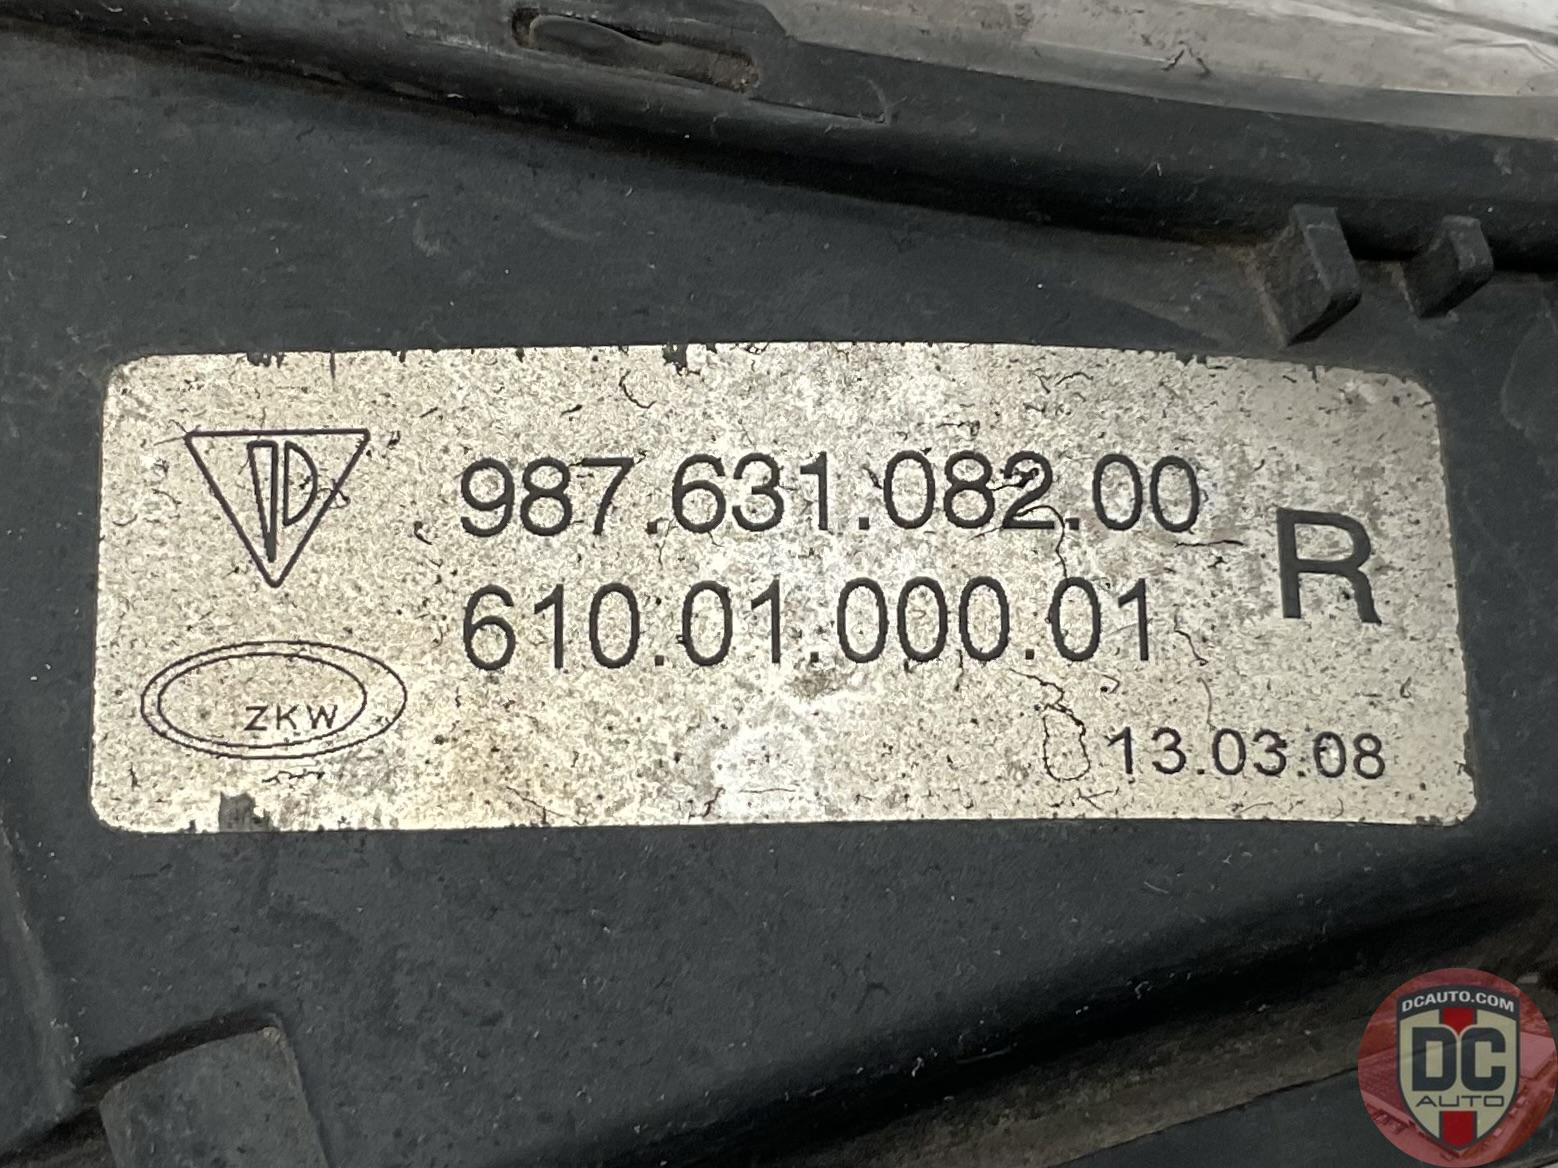 987.631.082.00
610.01.000.01
R
ZKW
13.03.08
DCAUTO.COM
DC
AUTO